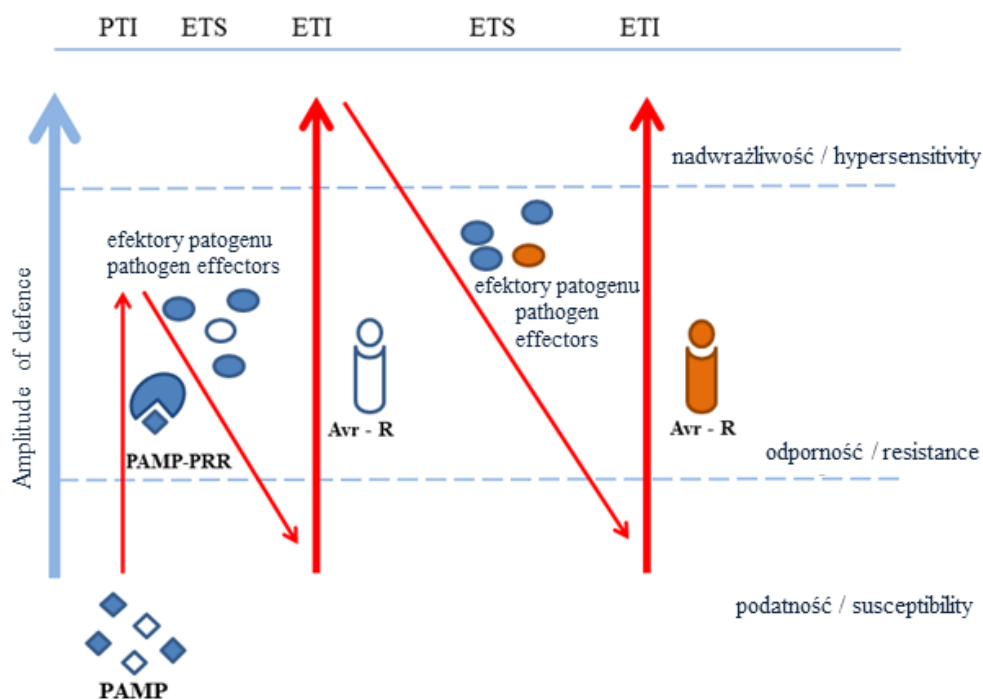 PTI ETS ETI ETS ETI
nadwrażliwość / hypersensitivity
efektory patogenu
pathogen effectors
efektory patogenu
pathogen
effectors
Amplitude of defence
Avr - R
Avr - R
PAMP-PRR
odporność / resistance
podatność / susceptibility
PAMP